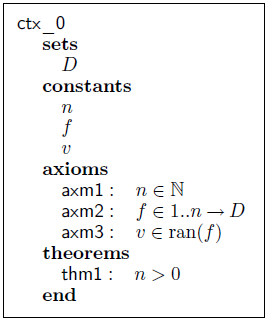 ctx_0
sets
D
constants
n
f
v
axioms
axm1 : n ∈ ℕ
axm2 : f ∈ 1..n → D
axm3 : v ∈ ran(f)
theorems
thm1 : n > 0
end